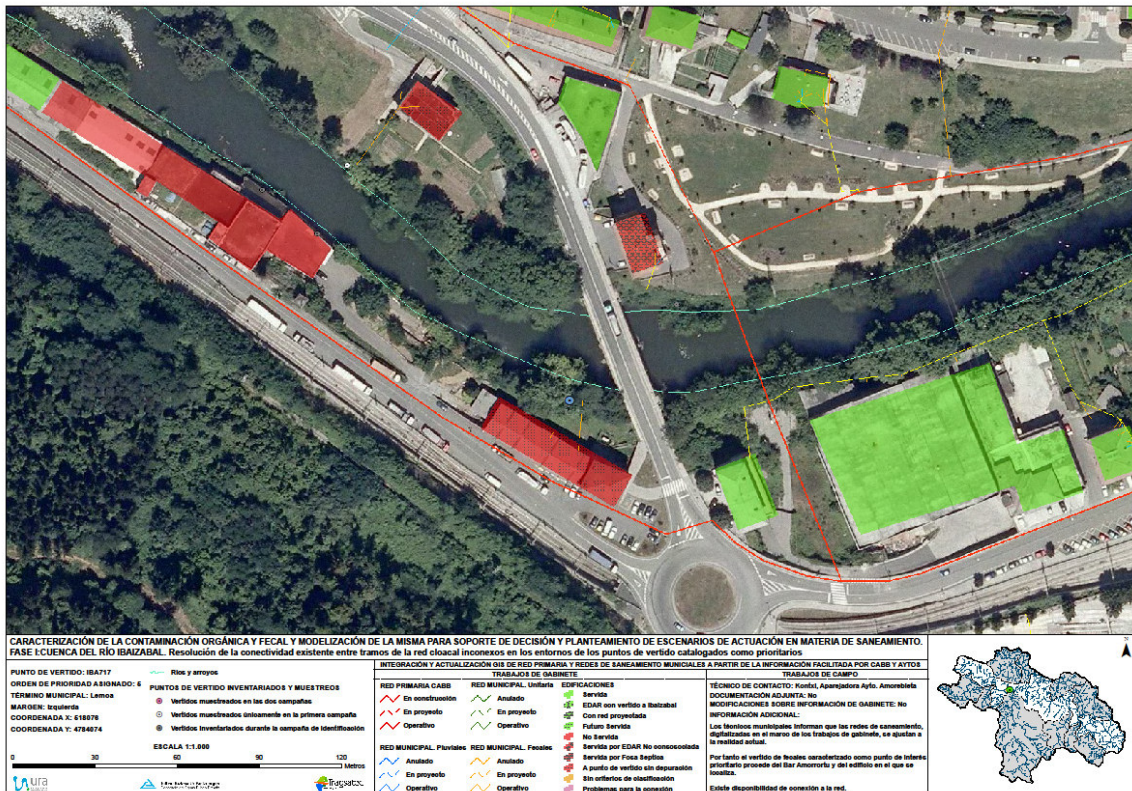 CARACTERIZACIÓN DE LA CONTAMINACIÓN ORGÁNICA Y FECAL Y MODELIZACIÓN DE LA MISMA PARA SOPORTE DE DECISIÓN Y PLANTEAMIENTO DE ESCENARIOS DE ACTUACIÓN EN MATERIA DE SANEAMIENTO.
FASE I:CUENCA DEL RÍO IBAIZABAL. Resolución de la conectividad existente entre tramos de la red cloacal inconexos en los entornos de los puntos de vertido catalogados como prioritarios
PUNTO DE VERTIDO: IBA717
ORDEN DE PRIORIDAD ASIGNADO: 6
TÉRMINO MUNICIPAL: Lemoa
MARGEN: Izquierda
COORDENADA X: 518076
COORDENADA Y: 4784074
Ríos y arroyos
PUNTOS DE VERTIDO INVENTARIADOS Y MUESTREOS
Vertidos muestreados en las dos campañas
Vertidos muestreados únicamente en la primera campaña
Vertidos inventariados durante la campaña de identificación
ESCALA 1:1.000
0 30 60 90 120
Metros
ura
INTEGRACIÓN Y ACTUALIZACIÓN GIS DE RED PRIMARIA Y REDES DE SANEAMIENTO MUNICIALES A PARTIR DE LA INFORMACIÓN FACILITADA POR CABB Y AYTOS
TRABAJOS DE GABINETE
RED PRIMARIA CABB
En construcción
En proyecto
Operativo
RED MUNICIPAL. Unitaria
Anulado
En proyecto
Operativo
RED MUNICIPAL. Pluviales
Anulado
En proyecto
Operativo
RED MUNICIPAL. Fecales
Anulado
En proyecto
Operativo
EDIFICACIONES
Servida
EDAR con vertido a Ibaizabal
Con red proyectada
Futuro Servida
No Servida
Servida por EDAR No consocolada
Servida por Fosa Septica
A punto de vertido sin depuración
Sin criterios de clasificación
Problemas para la conexión
TRABAJOS DE CAMPO
TÉCNICO DE CONTACTO: Kontxi, Aparejadora Ayto. Amorebieta
DOCUMENTACIÓN ADJUNTA: No
MODIFICACIONES SOBRE INFORMACIÓN DE GABINETE: No
INFORMACIÓN ADICIONAL:
Los técnicos municipales informan que las redes de saneamiento,
digitalizadas en el marco de los trabajos de gabinete, se ajustan a
la realidad actual.
Por tanto el vertido de fecales caracterizado como punto de interés
prioritario procede del Bar Amorrortu y del edificio en el que se
localiza.
Existe disponibilidad de conexión a la red.